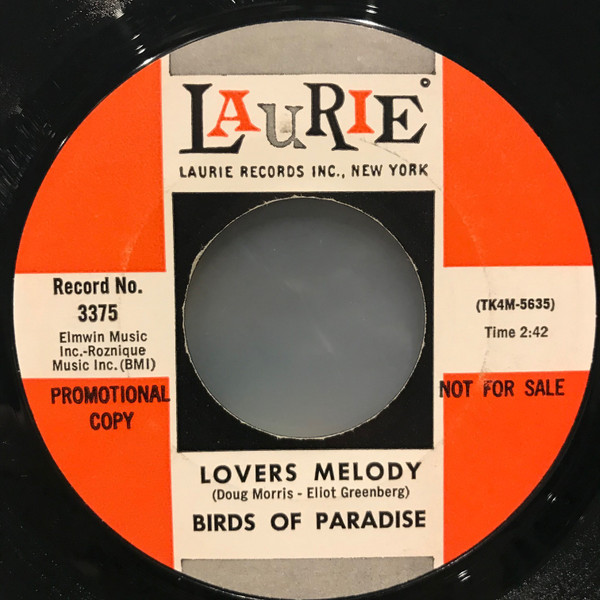 LAURIE
LAURIE RECORDS INC., NEW YORK
Record No.
3375
Elmwin Music
Inc.-Roznique
Music Inc. (BMI)
PROMOTIONAL
COPY
(TK4M-5635)
Time 2:42
NOT FOR SALE
LOVERS MELODY
(Doug Morris - Eliot Greenberg)
BIRDS OF PARADISE